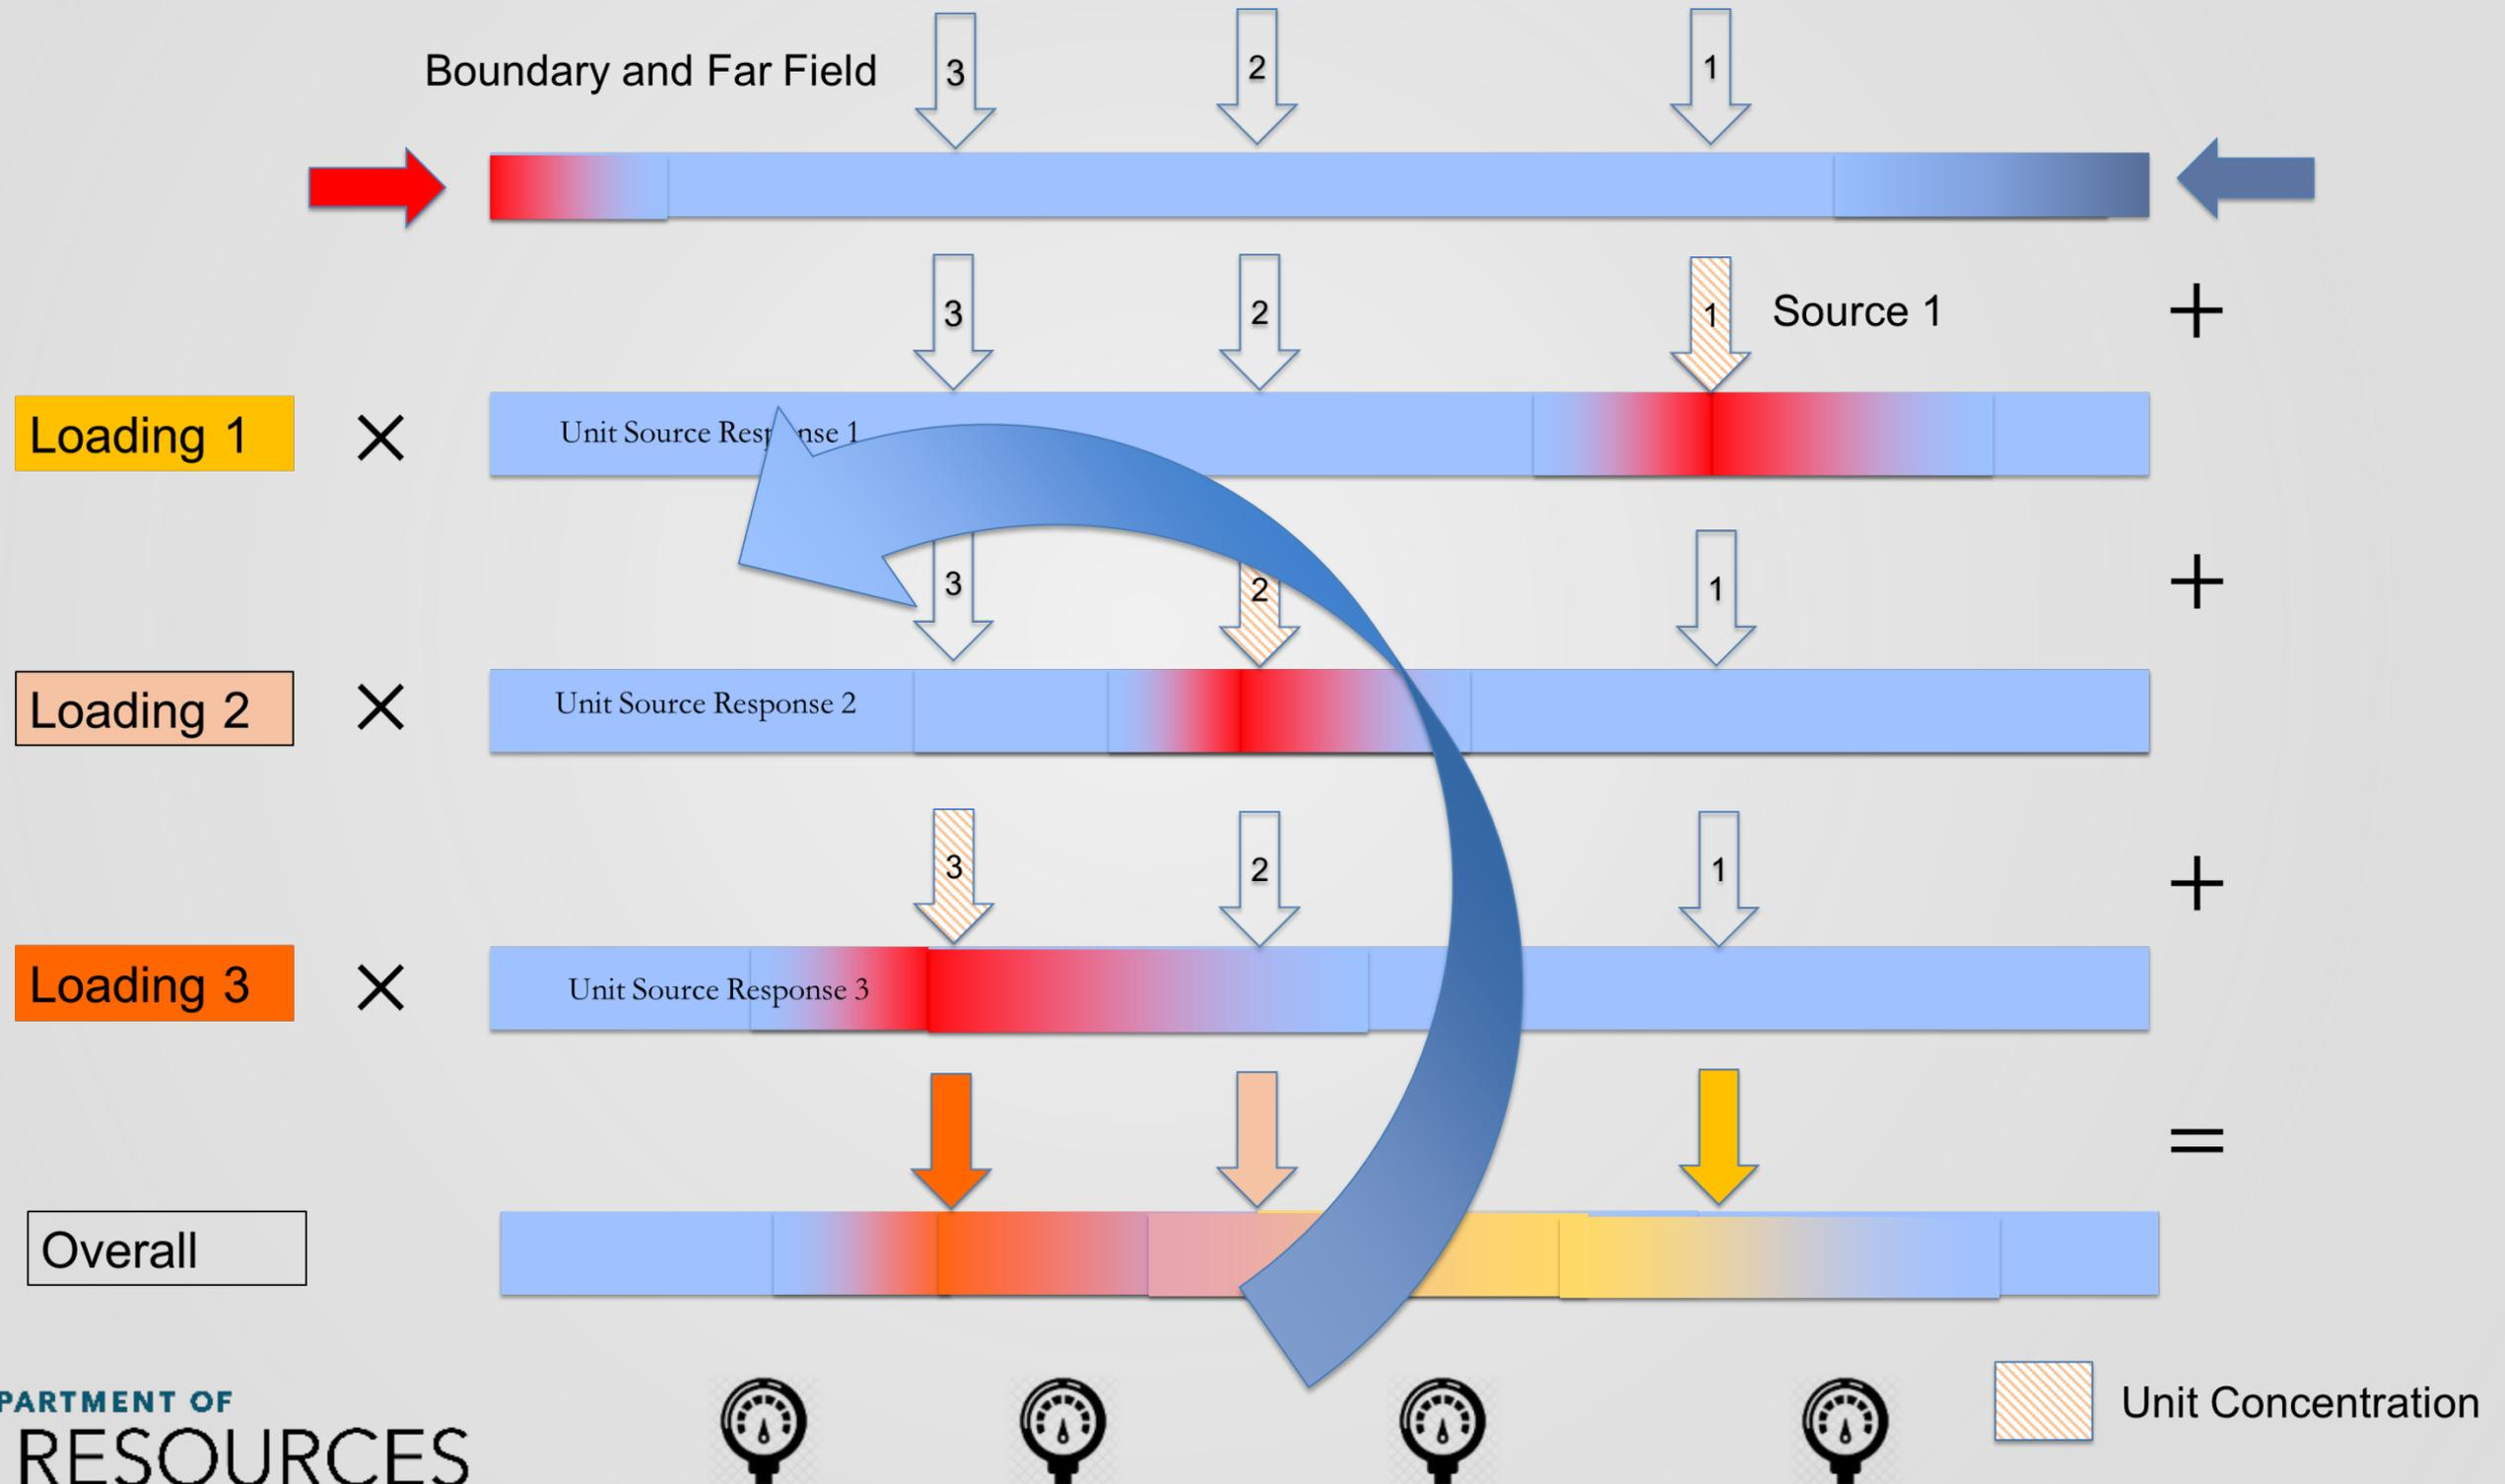 Boundary and Far Field
3
2
1
3
2
1
Source 1
+
Loading 1
×
Unit Source Response 1
3
2
1
+
Loading 2
×
Unit Source Response 2
3
2
1
+
Loading 3
×
Unit Source Response 3
=
Overall
Unit Concentration
PARTMENT OF
RESOURCES